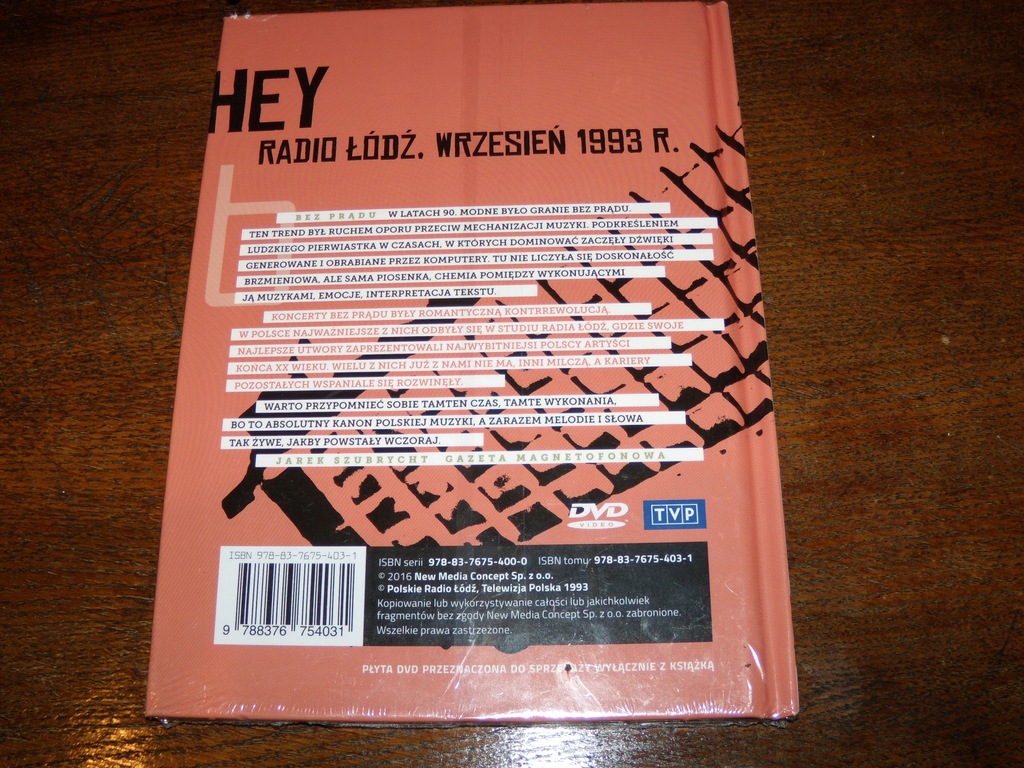 HEY
RADIO ŁÓDŹ, WRZESIEŃ 1993 R.
BEZ PRĄDU W LATACH 90. MODNE BYŁO GRANIE BEZ PRĄDU.
TEN TREND BYŁ RUCHEM OPORU PRZECIW MECHANIZACJI MUZYKI. PODKREŚLENIEM
LUDZKIEGO PIERWIASTKA W CZASACH, W KTÓRYCH DOMINOWAĆ ZACZĘŁY DŹWIĘKI
GENEROWANE I OBRABIANE PRZEZ KOMPUTERY. TU NIE LICZYŁA SIĘ DOSKONAŁOŚĆ
BRZMIENIOWA, ALE SAMA PIOSENKA, CHEMIA POMIĘDZY WYKONUJĄCYMI
JĄ MUZYKAMI, EMOCJE, INTERPRETACJA TEKSTU.
KONCERTY BEZ PRĄDU BYŁY ROMANTYCZNĄ KONTRREWOLUCJĄ.
W POLSCE NAJWAŻNIEJSZE Z NICH ODBYŁY SIĘ W STUDIU RADIA ŁÓDŹ, GDZIE SWOJE
NAJLEPSZE UTWORY ZAPREZENTOWALI NAJWYBITNIEJSI POLSCY ARTYŚCI
KOŃCA XX WIEKU. WIELU Z NICH JUŻ Z NAMI NIE MA, INNI MILCZĄ, A KARIERY
POZOSTAŁYCH WSPANIALE SIĘ ROZWINĘŁY.
WARTO PRZYPOMNIEĆ SOBIE TAMTEN CZAS, TAMTE WYKONANIA,
BO TO ABSOLUTNY KANON POLSKIEJ MUZYKI, A ZARAZEM MELODIE I SŁOWA
TAK ŻYWE, JAKBY POWSTAŁY WCZORAJ.
JAREK SZUBRYCHT GAZETA MAGNETOFONOWA
DVD VIDEO TVP
ISBN 978-83-7675-403-1
9 788376 754031
ISBN serii 978-83-7675-400-0 ISBN tomu 978-83-7675-403-1
© 2016 New Media Concept Sp. z o.o.
© Polskie Radio Łódź, Telewizja Polska 1993
Kopiowanie lub wykorzystywanie całości lub jakichkolwiek
fragmentów bez zgody New Media Concept Sp. z o.o. zabronione.
Wszelkie prawa zastrzeżone.
PŁYTA DVD PRZEZNACZONA DO SPRZEDAŻY WYŁĄCZNIE Z KSIĄŻKĄ